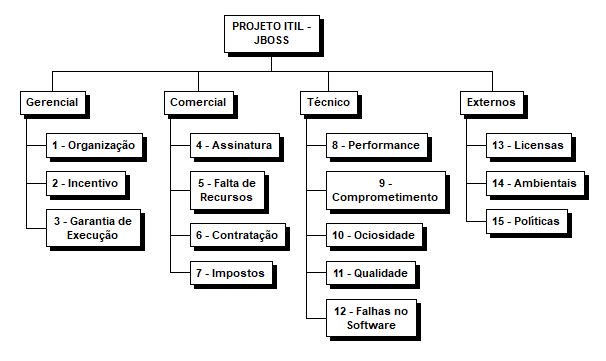 PROJETO ITIL -
JBOSS
Gerencial
Comercial
Técnico
Externos
1 - Organização
2 - Incentivo
3 - Garantia de
Execução
4 - Assinatura
5 - Falta de
Recursos
6 - Contratação
7 - Impostos
8 - Performance
9 -
Comprometimento
10 - Ociosidade
11 - Qualidade
12 - Falhas no
Software
13 - Licensas
14 - Ambientais
15 - Políticas